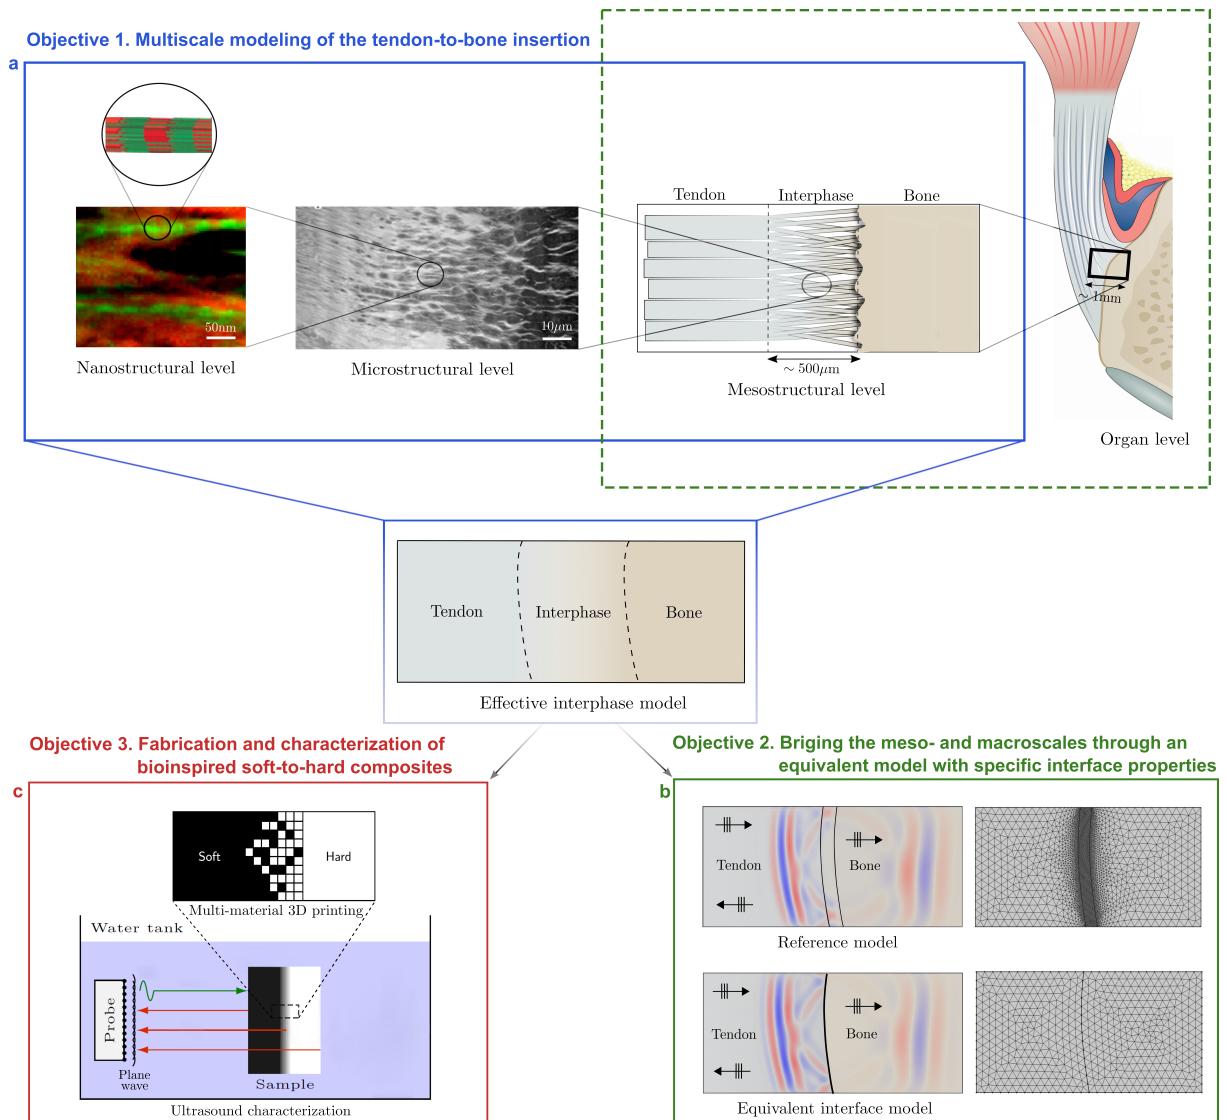 Objective 1. Multiscale modeling of the tendon-to-bone insertion
a
Tendon Interphase Bone
50nm
10μm
∼ 1mm
∼ 500μm
Nanostructural level
Microstructural level
Mesostructural level
Organ level
Tendon Interphase Bone
Effective interphase model
Objective 3. Fabrication and characterization of
bioinspired soft-to-hard composites
c
Soft Hard
Multi-material 3D printing
Water tank
Probe
Plane
wave
Sample
Ultrasound characterization
Objective 2. Briging the meso- and macroscales through an
equivalent model with specific interface properties
b
Tendon Bone
Reference model
Tendon Bone
Equivalent interface model